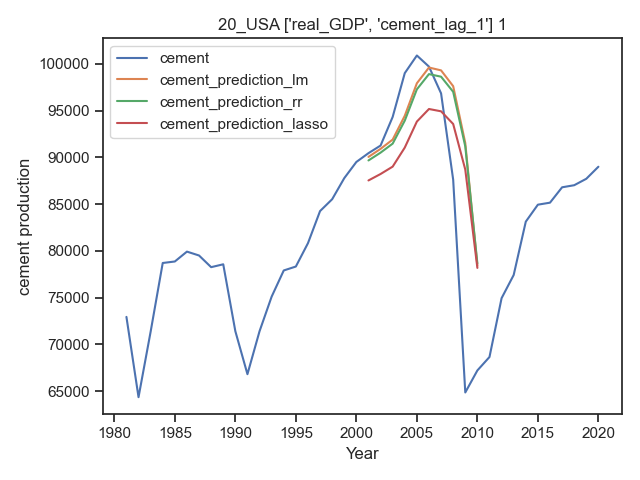 20_USA ['real_GDP', 'cement_lag_1'] 1
cement
cement_prediction_lm
cement_prediction_rr
cement_prediction_lasso
cement production
100000
95000
90000
85000
80000
75000
70000
65000
1980 1985 1990 1995 2000 2005 2010 2015 2020
Year